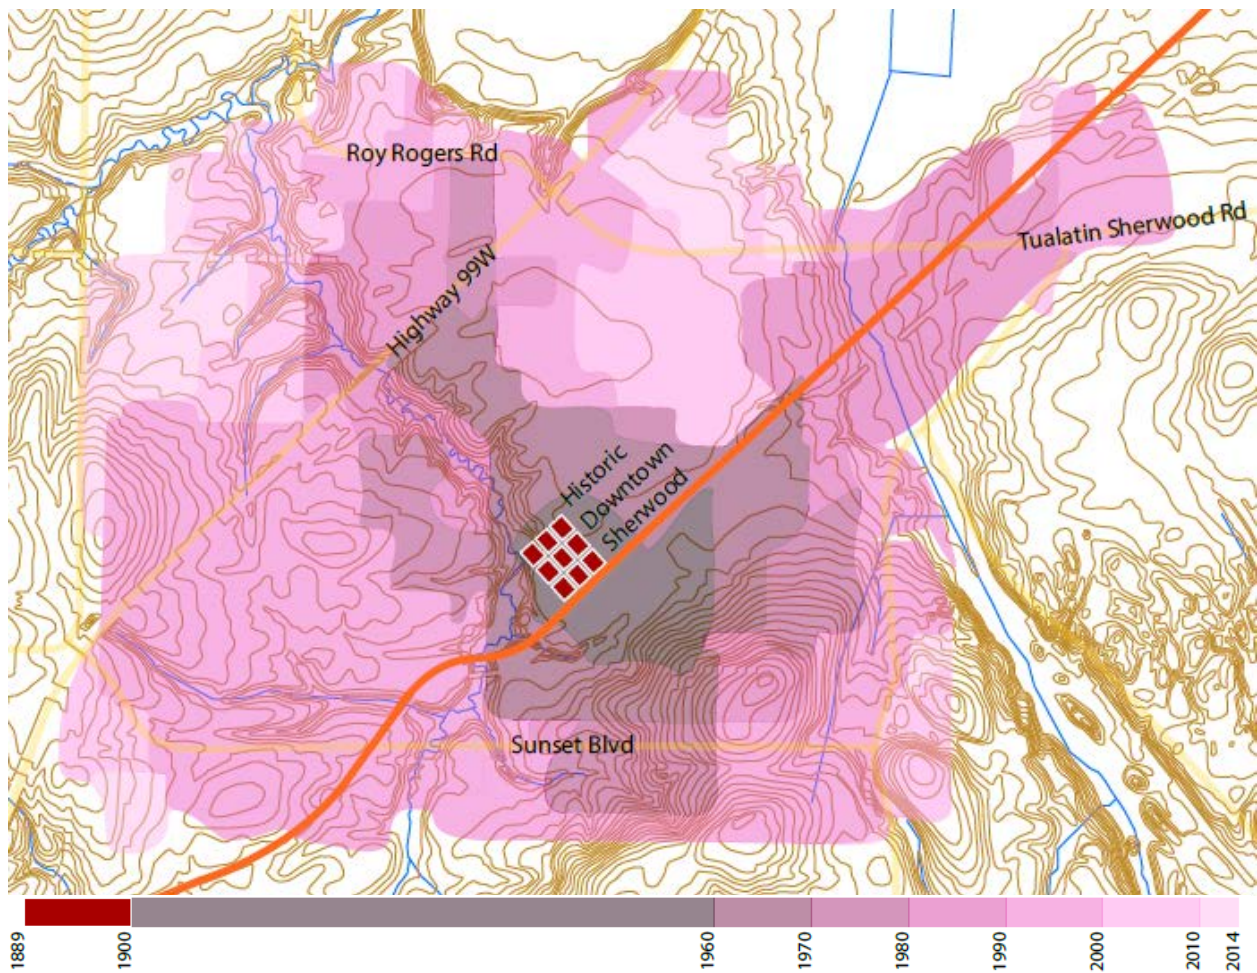 Roy Rogers Rd
Tualatin Sherwood Rd
Highway 99W
Historic
Downtown
Sherwood
Sunset Blvd
1889
1900
1960
1970
1980
1990
2000
2010
2014